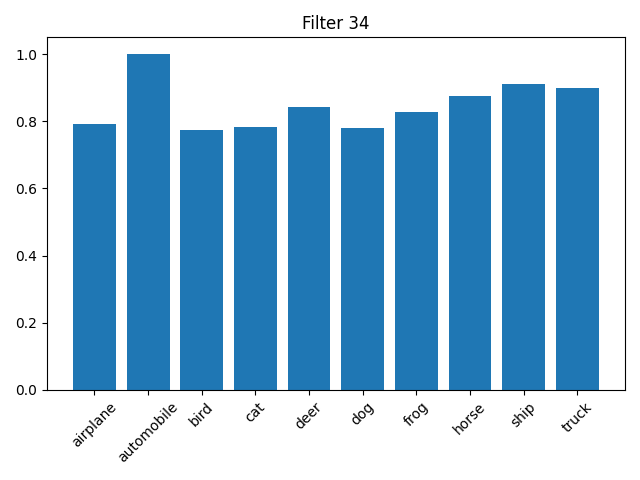 Filter 34
1.0
0.8
0.6
0.4
0.2
0.0
airplane
automobile
bird
cat
deer
dog
frog
horse
ship
truck